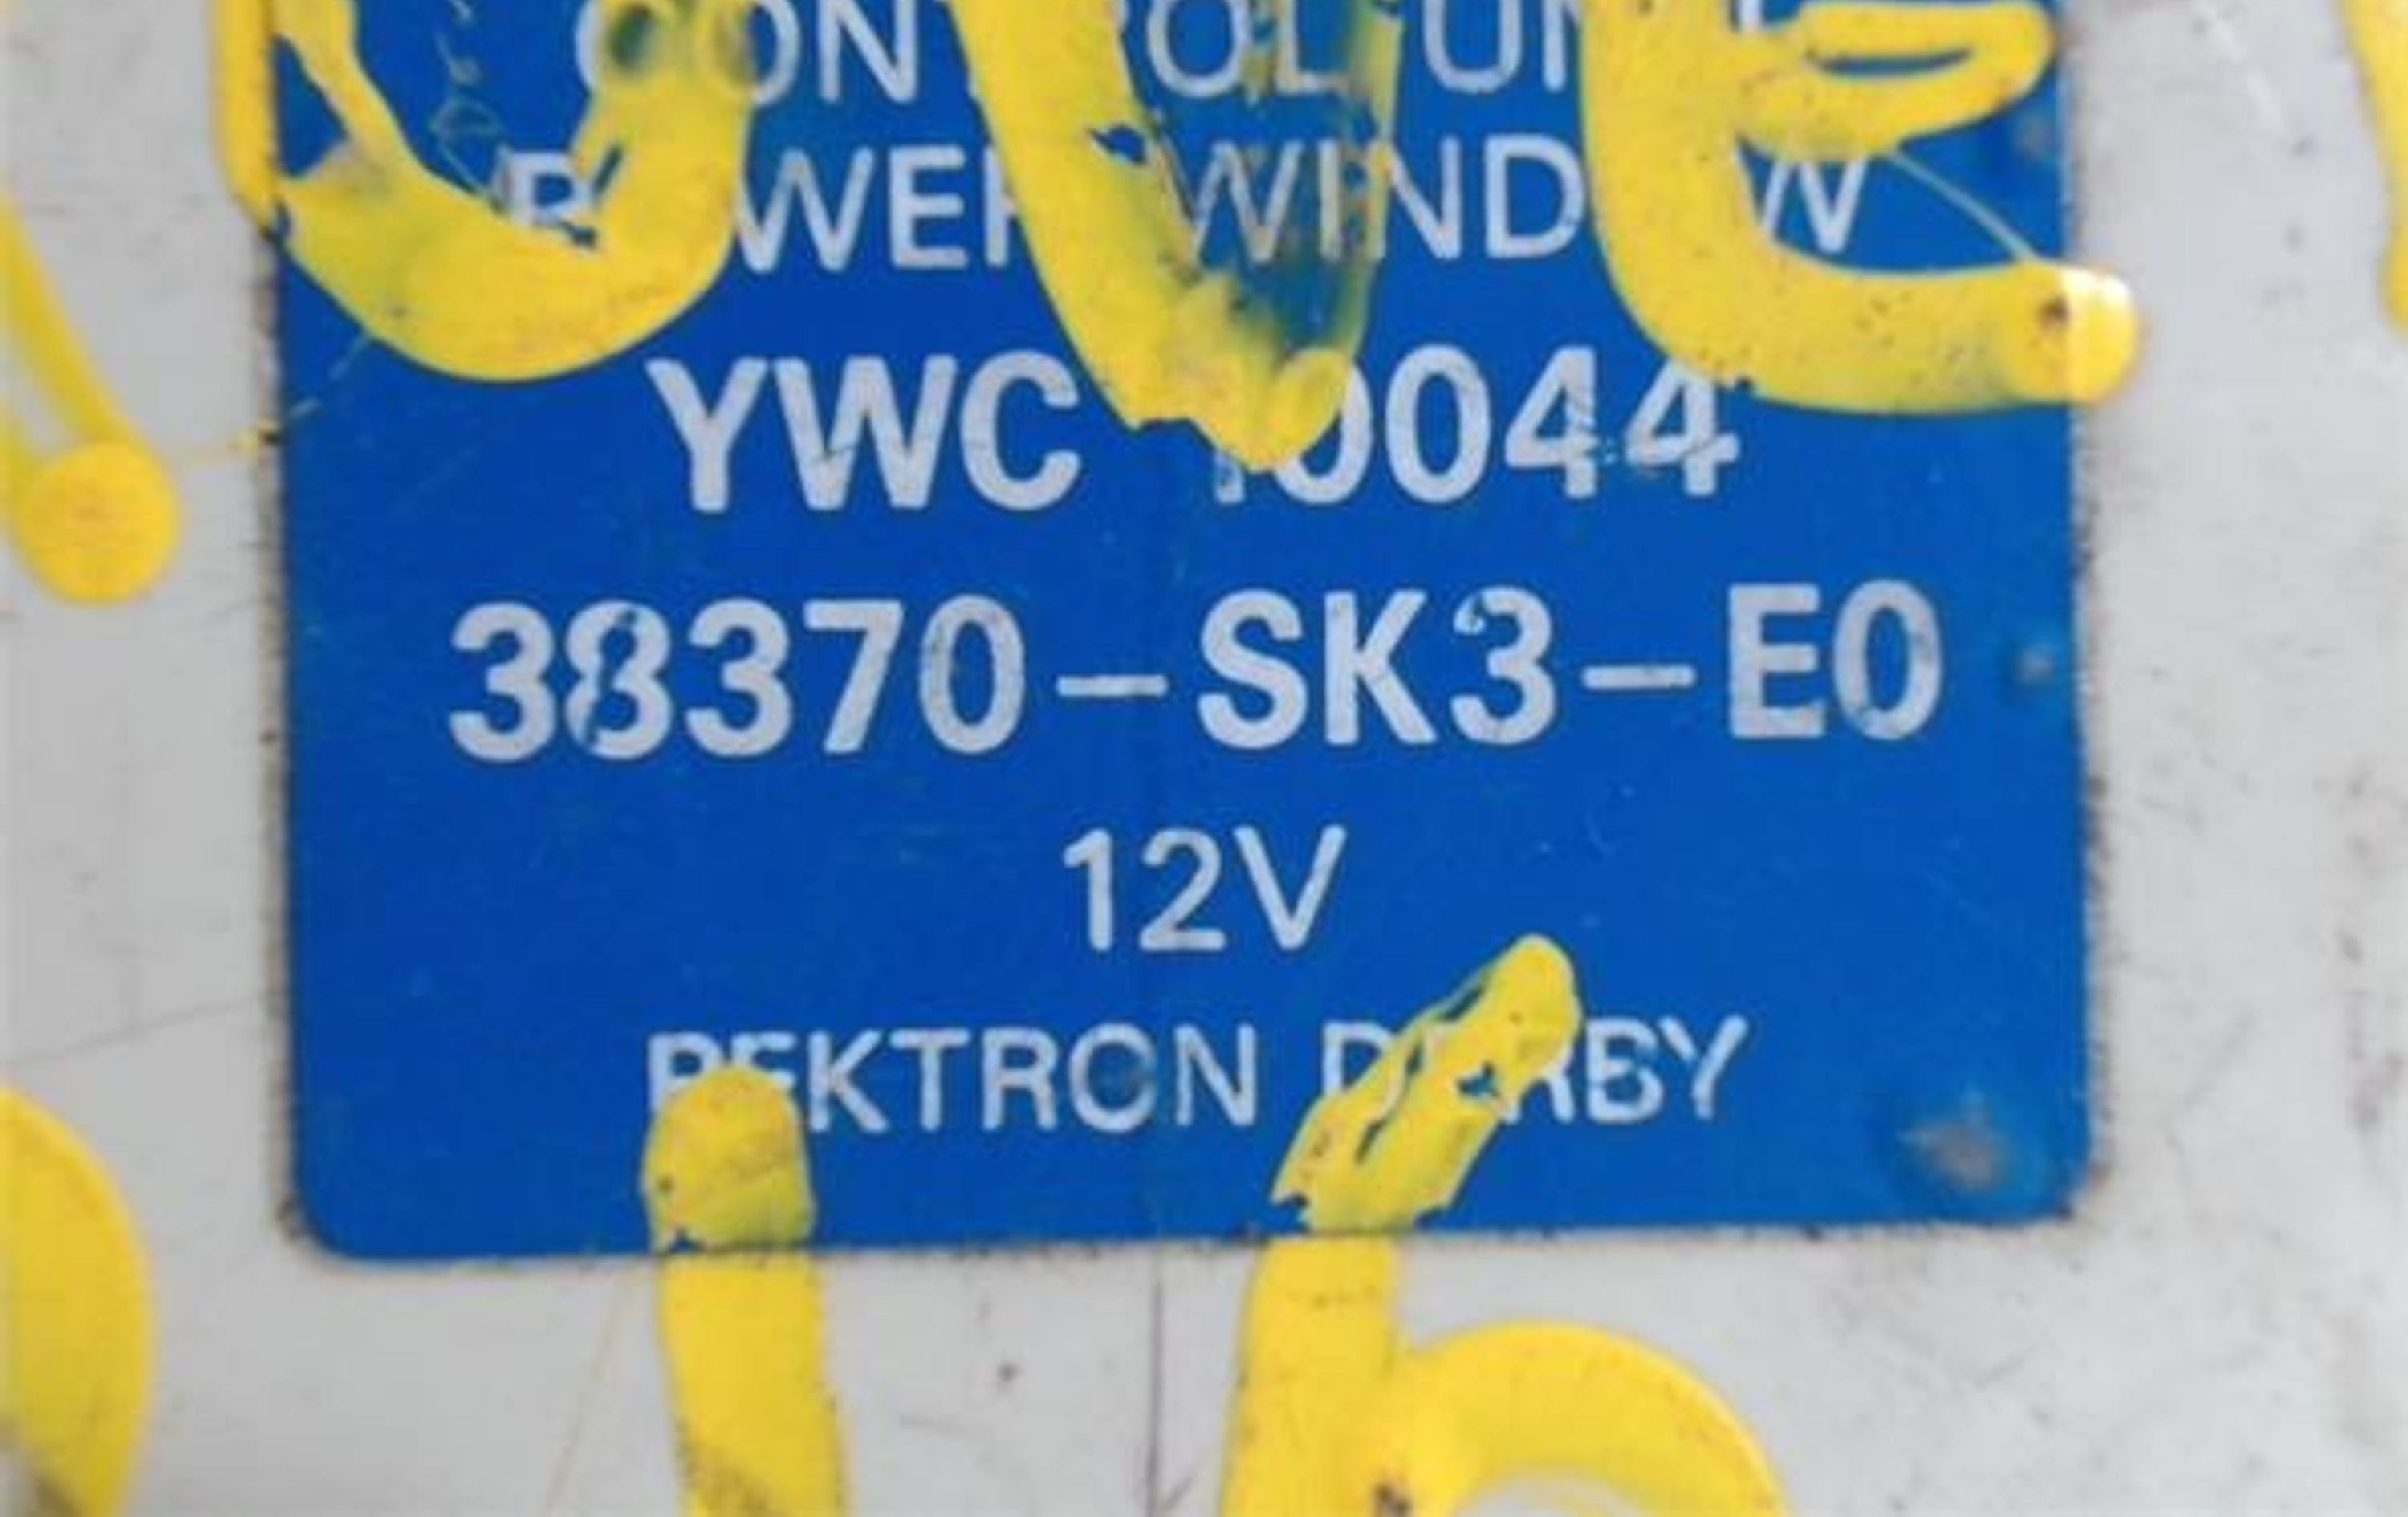 CONTROL UNIT
POWER WINDOW
YWC 10044
38370-SK3-E0
12V
PEKTRON DERBY